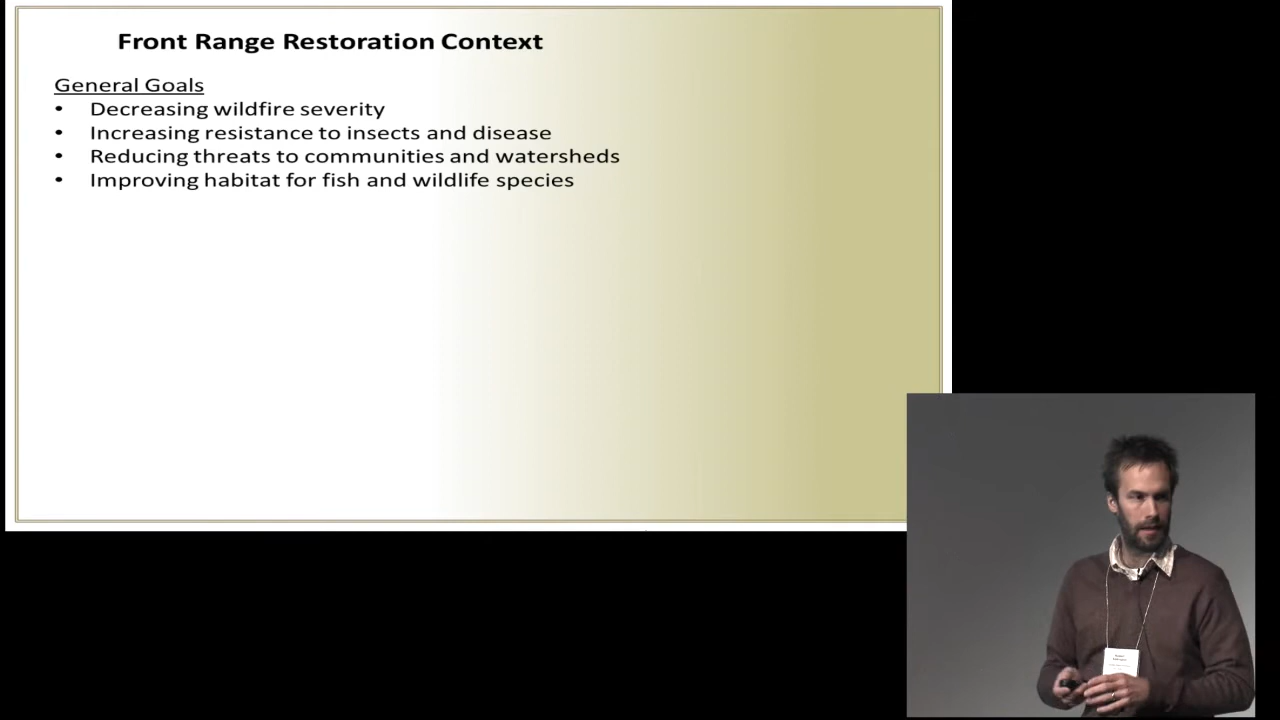 Front Range Restoration Context
General Goals
• Decreasing wildfire severity
• Increasing resistance to insects and disease
• Reducing threats to communities and watersheds
• Improving habitat for fish and wildlife species